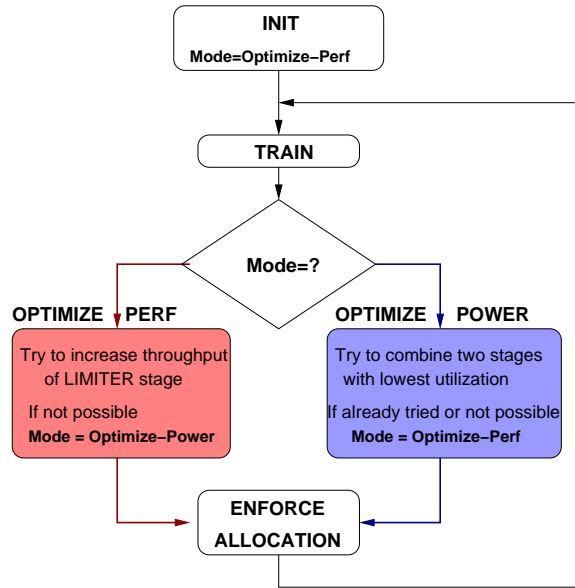 INIT
Mode=Optimize−Perf
TRAIN
Mode=?
OPTIMIZE PERF
Try to increase throughput
of LIMITER stage
If not possible
Mode = Optimize−Power
OPTIMIZE POWER
Try to combine two stages
with lowest utilization
If already tried or not possible
Mode = Optimize−Perf
ENFORCE
ALLOCATION